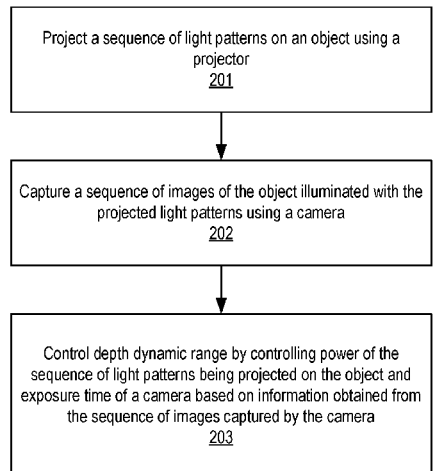 Project a sequence of light patterns on an object using a
projector
201
Capture a sequence of images of the object illuminated with the
projected light patterns using a camera
202
Control depth dynamic range by controlling power of the
sequence of light patterns being projected on the object and
exposure time of a camera based on information obtained from
the sequence of images captured by the camera
203